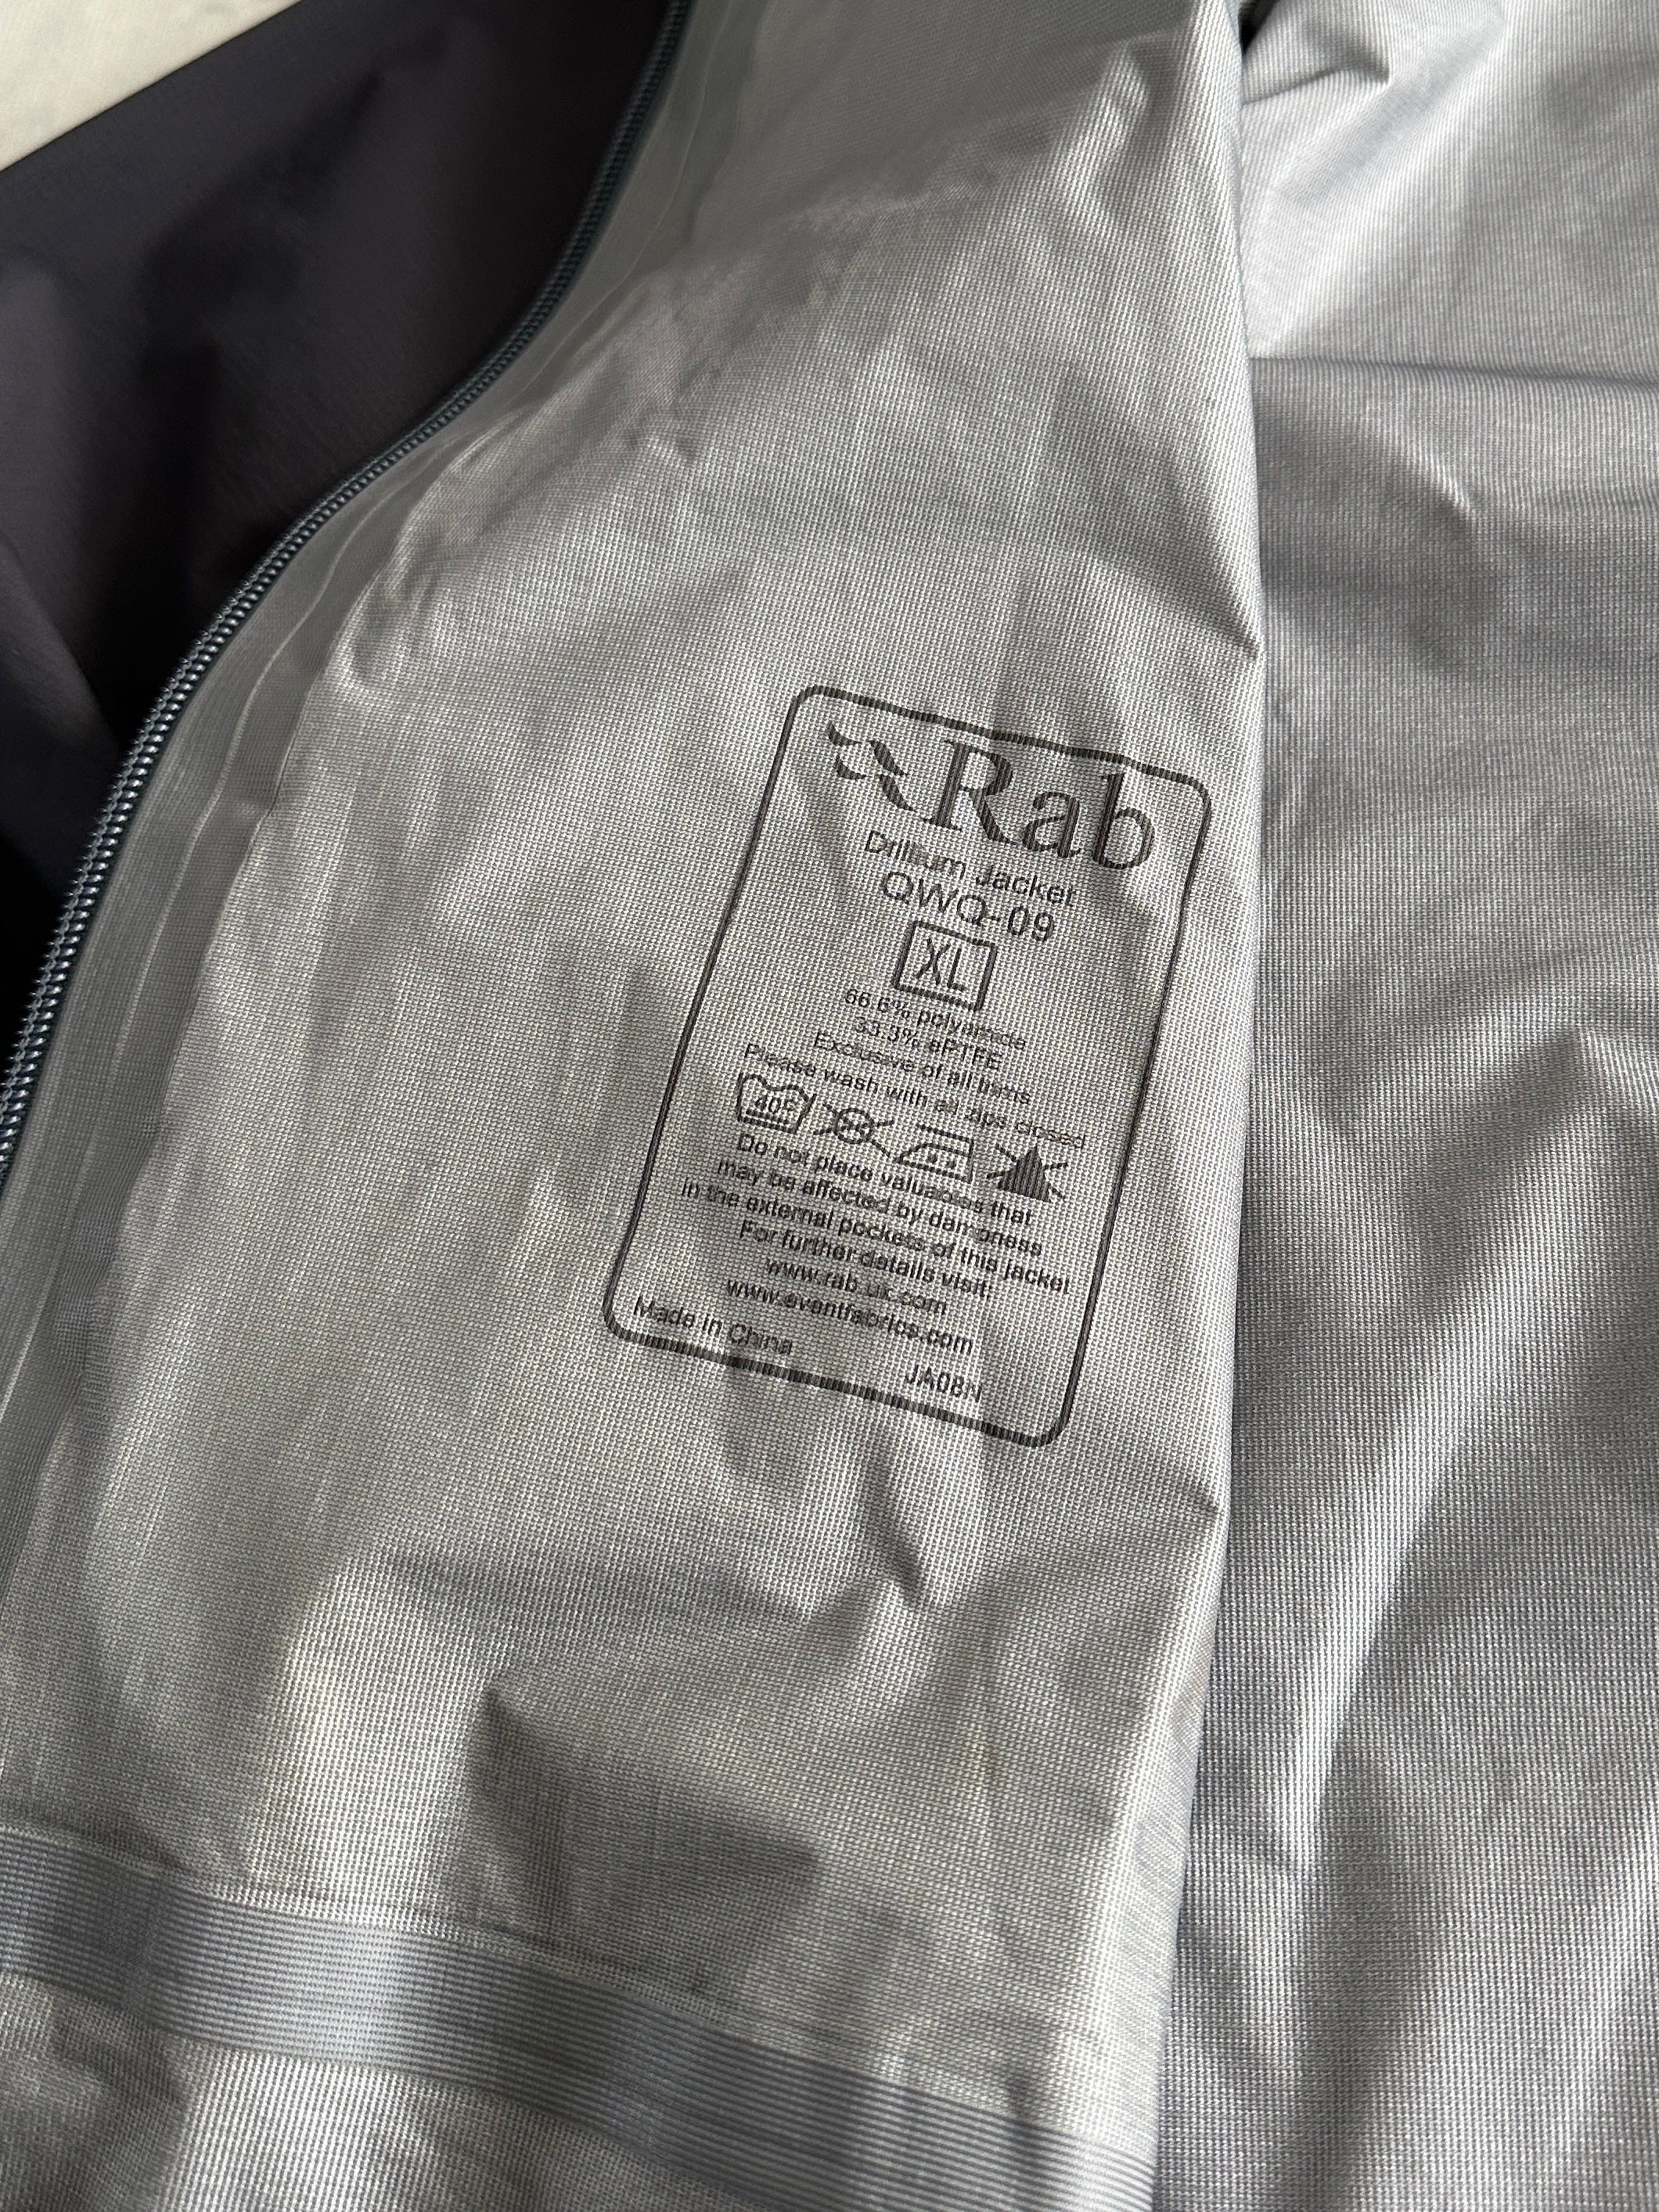 Rab
Drillium Jacket
QWQ-09
XL
66.6% polyamide
33.3% ePTFE
Exclusive of all trims
Please wash with all zips closed
40C
Do not place valuables that
may be affected by dampness
in the external pockets of this jacket
For further details visit:
www.rab.uk.com
www.eventfabrics.com
Made in China
JA08N